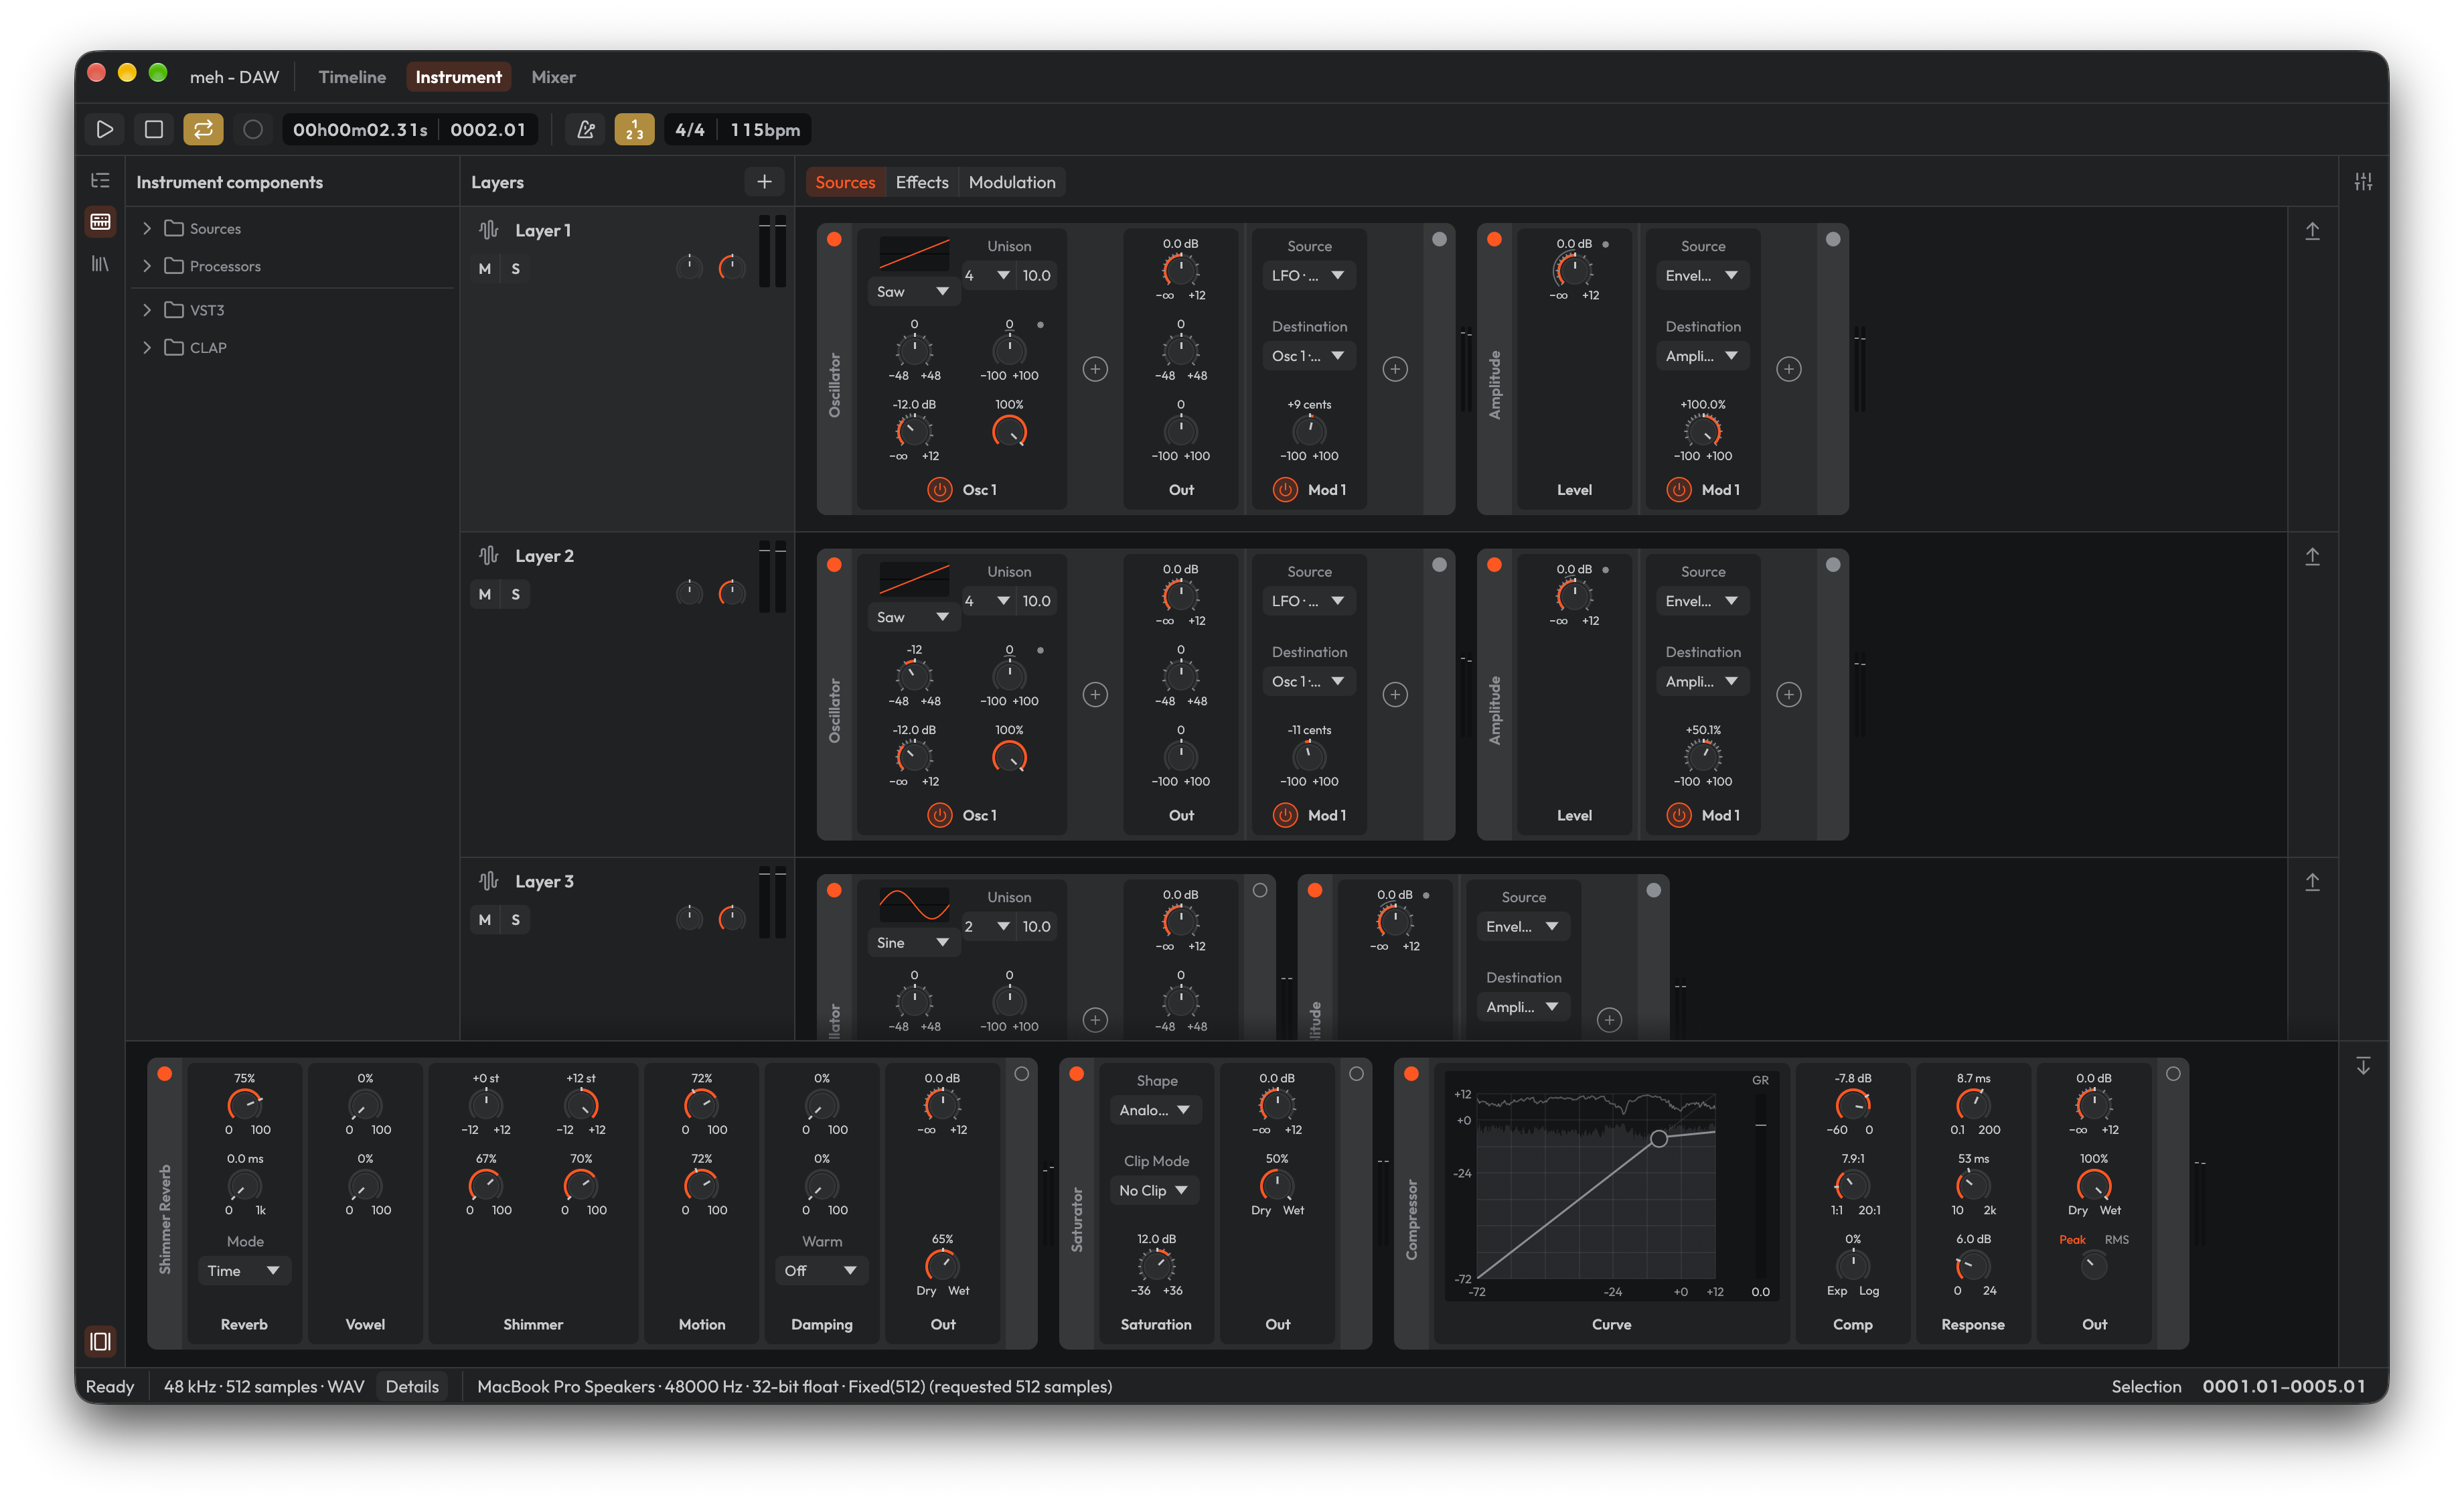 meh - DAW Timeline Instrument Mixer
00h00m02.31s 0002.01 1 2 3 4/4 115bpm
Instrument components Layers Sources Effects Modulation
Sources
Processors
VST3
CLAP
Layer 1
M S
Oscillator
Saw
Unison
4 10.0
0 0
-48 +48 -100 +100
-12.0 dB 100%
-∞ +12
Osc 1
0.0 dB
-∞ +12
0
-48 +48
0
-100 +100
Out
Source
LFO · ...
Destination
Osc 1 ·...
+9 cents
-100 +100
Mod 1
Amplitude
0.0 dB
-∞ +12
Level
Source
Envel...
Destination
Ampli...
+100.0%
-100 +100
Mod 1
Layer 2
M S
Oscillator
Saw
Unison
4 10.0
-12 0
-48 +48 -100 +100
-12.0 dB 100%
-∞ +12
Osc 1
0.0 dB
-∞ +12
0
-48 +48
0
-100 +100
Out
Source
LFO · ...
Destination
Osc 1 ·...
-11 cents
-100 +100
Mod 1
Amplitude
0.0 dB
-∞ +12
Level
Source
Envel...
Destination
Ampli...
+50.1%
-100 +100
Mod 1
Layer 3
M S
llator
Sine
Unison
2 10.0
0 0
-48 +48 -100 +100
0.0 dB
-∞ +12
0
-48 +48
litude
0.0 dB
-∞ +12
Source
Envel...
Destination
Ampli...
Shimmer Reverb
75%
0 100
0.0 ms
0 1k
Mode
Time
Reverb
0%
0 100
0%
0 100
Vowel
+0 st +12 st
-12 +12 -12 +12
67% 70%
0 100 0 100
Shimmer
72%
0 100
72%
0 100
Motion
0%
0 100
0%
0 100
Warm
Off
Damping
0.0 dB
-∞ +12
65%
Dry Wet
Out
Saturator
Shape
Analo...
Clip Mode
No Clip
12.0 dB
-36 +36
Saturation
0.0 dB
-∞ +12
50%
Dry Wet
Out
Compressor
GR
+12
+0
-24
-72
-72 -24 +0 +12 0.0
Curve
-7.8 dB
-60 0
7.9:1
1:1 20:1
0%
Exp Log
Comp
8.7 ms
0.1 200
53 ms
10 2k
6.0 dB
0 24
Response
0.0 dB
-∞ +12
100%
Dry Wet
Peak RMS
Out
Ready 48 kHz · 512 samples · WAV Details MacBook Pro Speakers · 48000 Hz · 32-bit float · Fixed(512) (requested 512 samples) Selection 0001.01–0005.01